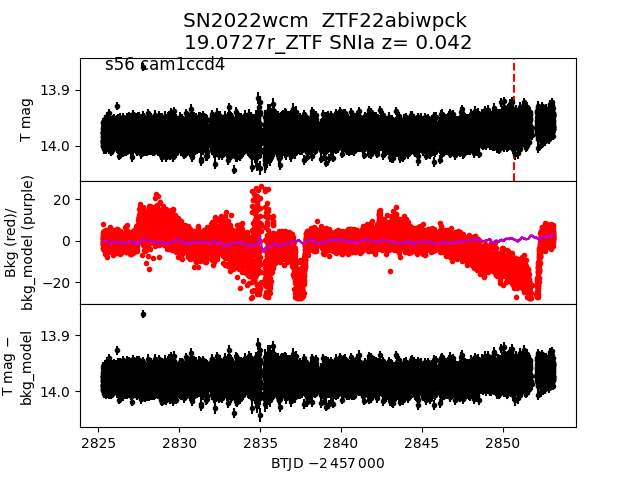 SN2022wcm  ZTF22abiwpck
19.0727r_ZTF SNIa z= 0.042
s56 cam1ccd4
13.9
14.0
T mag
20
0
−20
Bkg (red)/
bkg_model (purple)
13.9
14.0
T mag −
bkg_model
2825
2830
2835
2840
2845
2850
BTJD −2 457 000